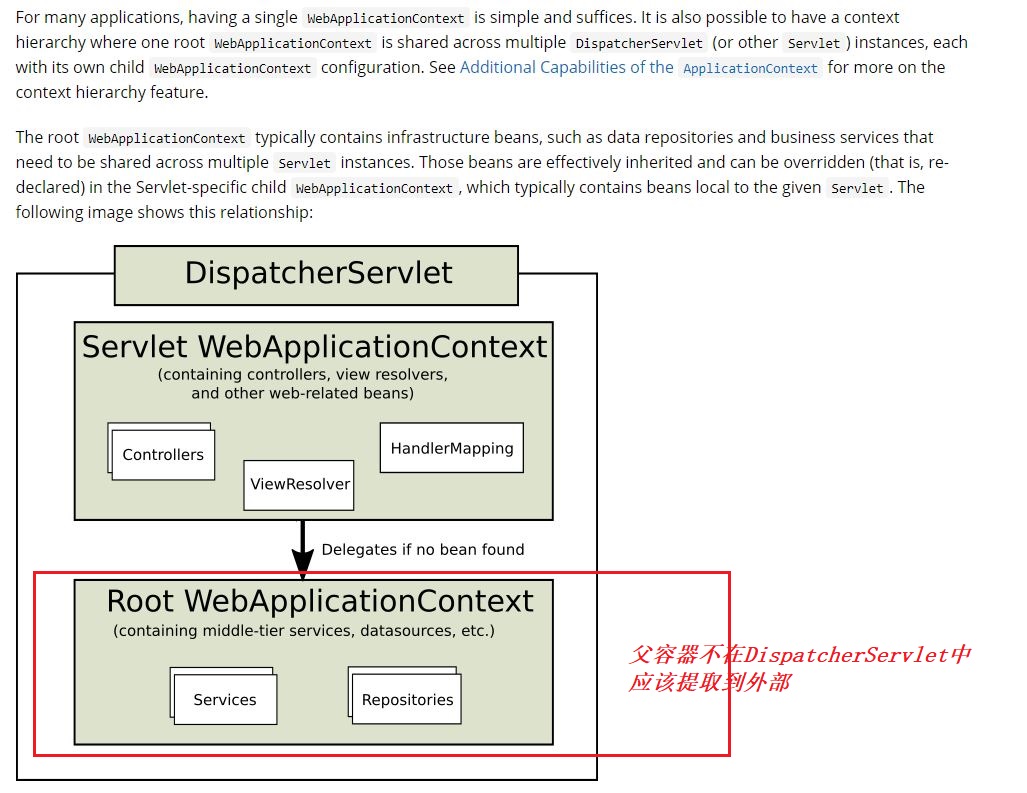 For many applications, having a single WebApplicationContext is simple and suffices. It is also possible to have a context
hierarchy where one root WebApplicationContext is shared across multiple DispatcherServlet (or other Servlet ) instances, each
with its own child WebApplicationContext configuration. See Additional Capabilities of the ApplicationContext for more on the
context hierarchy feature.
The root WebApplicationContext typically contains infrastructure beans, such as data repositories and business services that
need to be shared across multiple Servlet instances. Those beans are effectively inherited and can be overridden (that is, re-
declared) in the Servlet-specific child WebApplicationContext , which typically contains beans local to the given Servlet . The
following image shows this relationship:
DispatcherServlet
Servlet WebApplicationContext
(containing controllers, view resolvers,
and other web-related beans)
Controllers
HandlerMapping
ViewResolver
Delegates if no bean found
Root WebApplicationContext
(containing middle-tier services, datasources, etc.)
Services
Repositories
父容器不在DispatcherServlet中
应该提取到外部